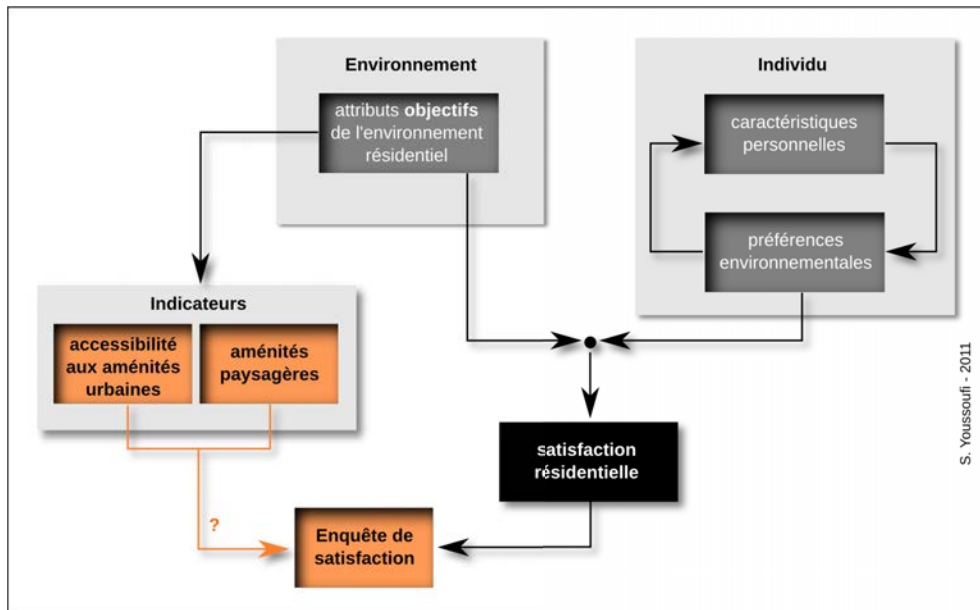 Environnement
attributs objectifs
de l'environnement
résidentiel
Individu
caractéristiques
personnelles
préférences
environnementales
Indicateurs
accessibilité
aux aménités
urbaines
aménités
paysagères
satisfaction
résidentielle
?
Enquête de
satisfaction
S. Youssoufi - 2011